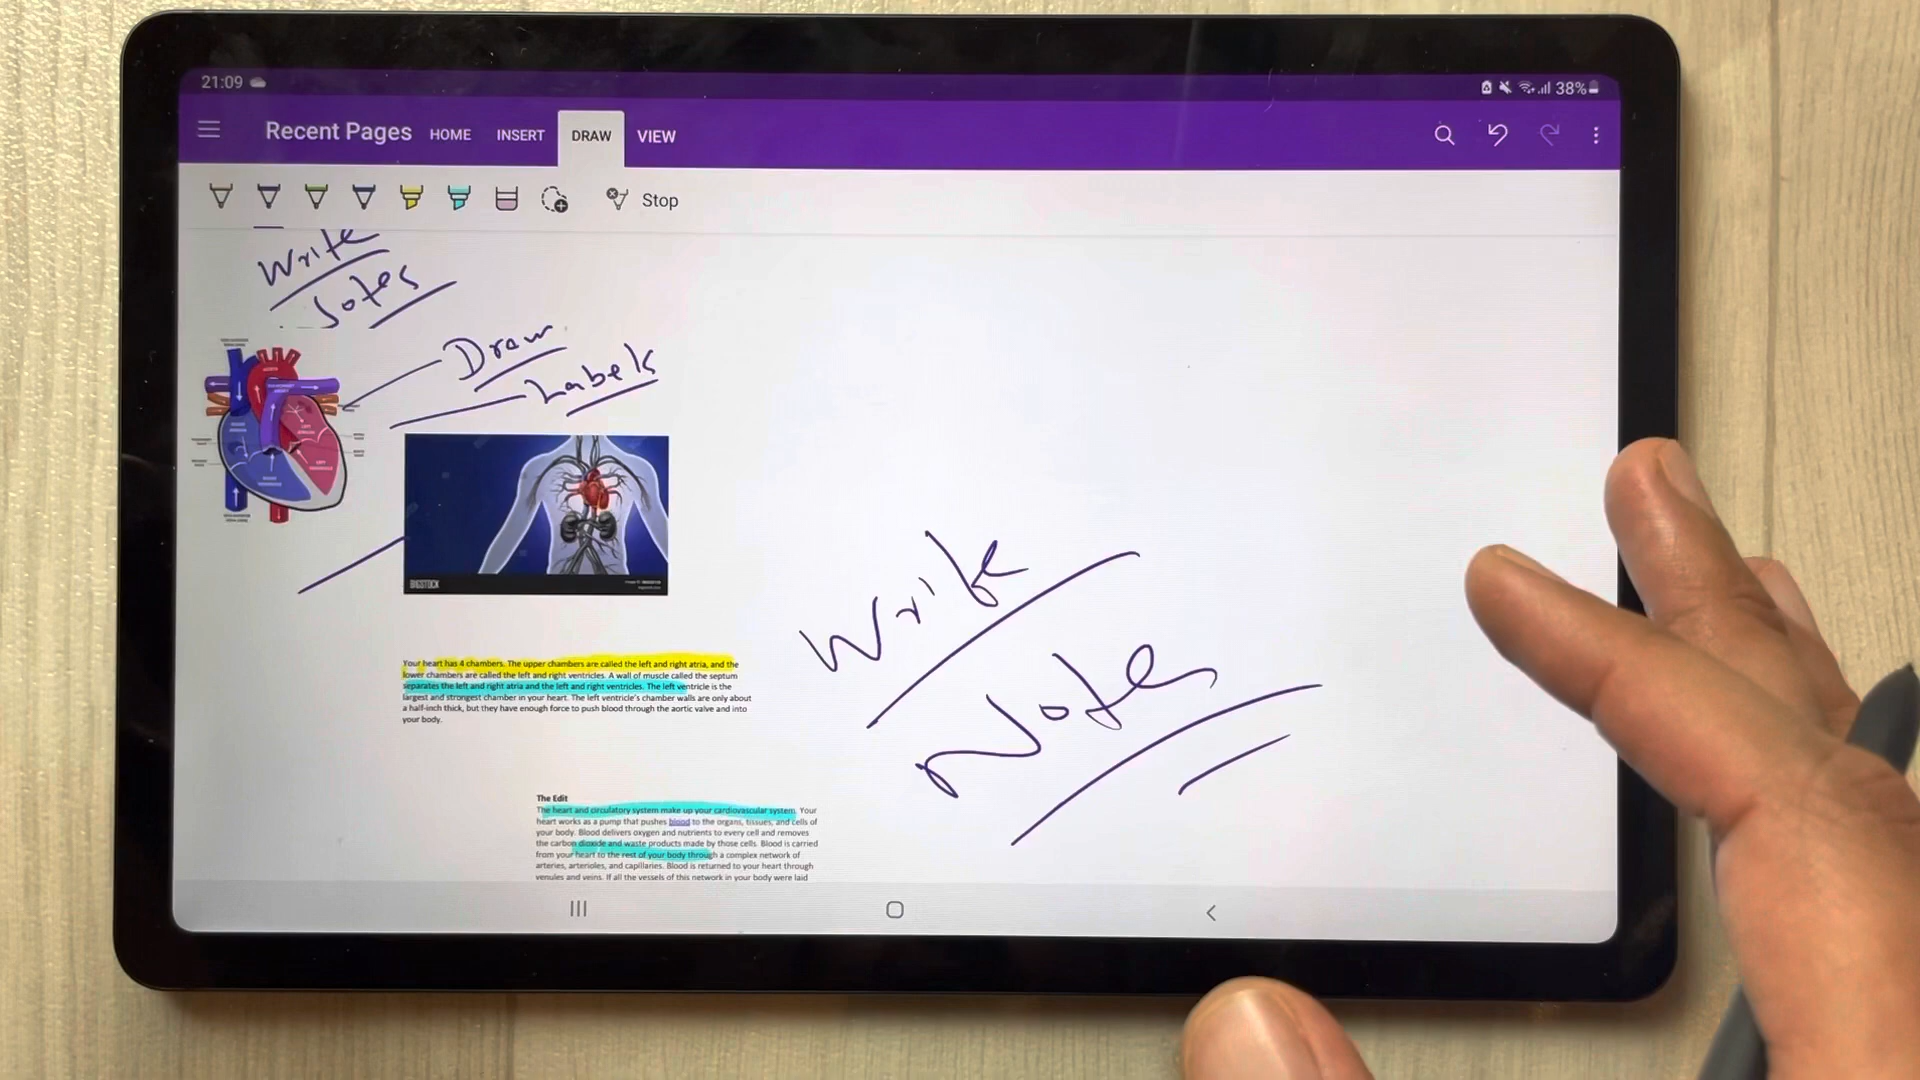 21:09 38%
Recent Pages HOME INSERT DRAW VIEW
Stop
Write
Notes
Draw
Labels
BIGSTOCK
Your heart has 4 chambers. The upper chambers are called the left and right atria, and the
lower chambers are called the left and right ventricles. A wall of muscle called the septum
separates the left and right atria and the left and right ventricles. The left ventricle is the
largest and strongest chamber in your heart. The left ventricle's chamber walls are only about
a half-inch thick, but they have enough force to push blood through the aortic valve and into
your body.
Write
Notes
The Edit
The heart and circulatory system make up your cardiovascular system. Your
heart works as a pump that pushes blood to the organs, tissues, and cells of
your body. Blood delivers oxygen and nutrients to every cell and removes
the carbon dioxide and waste products made by those cells. Blood is carried
from your heart to the rest of your body through a complex network of
arteries, arterioles, and capillaries. Blood is returned to your heart through
venules and veins. If all the vessels of this network in your body were laid